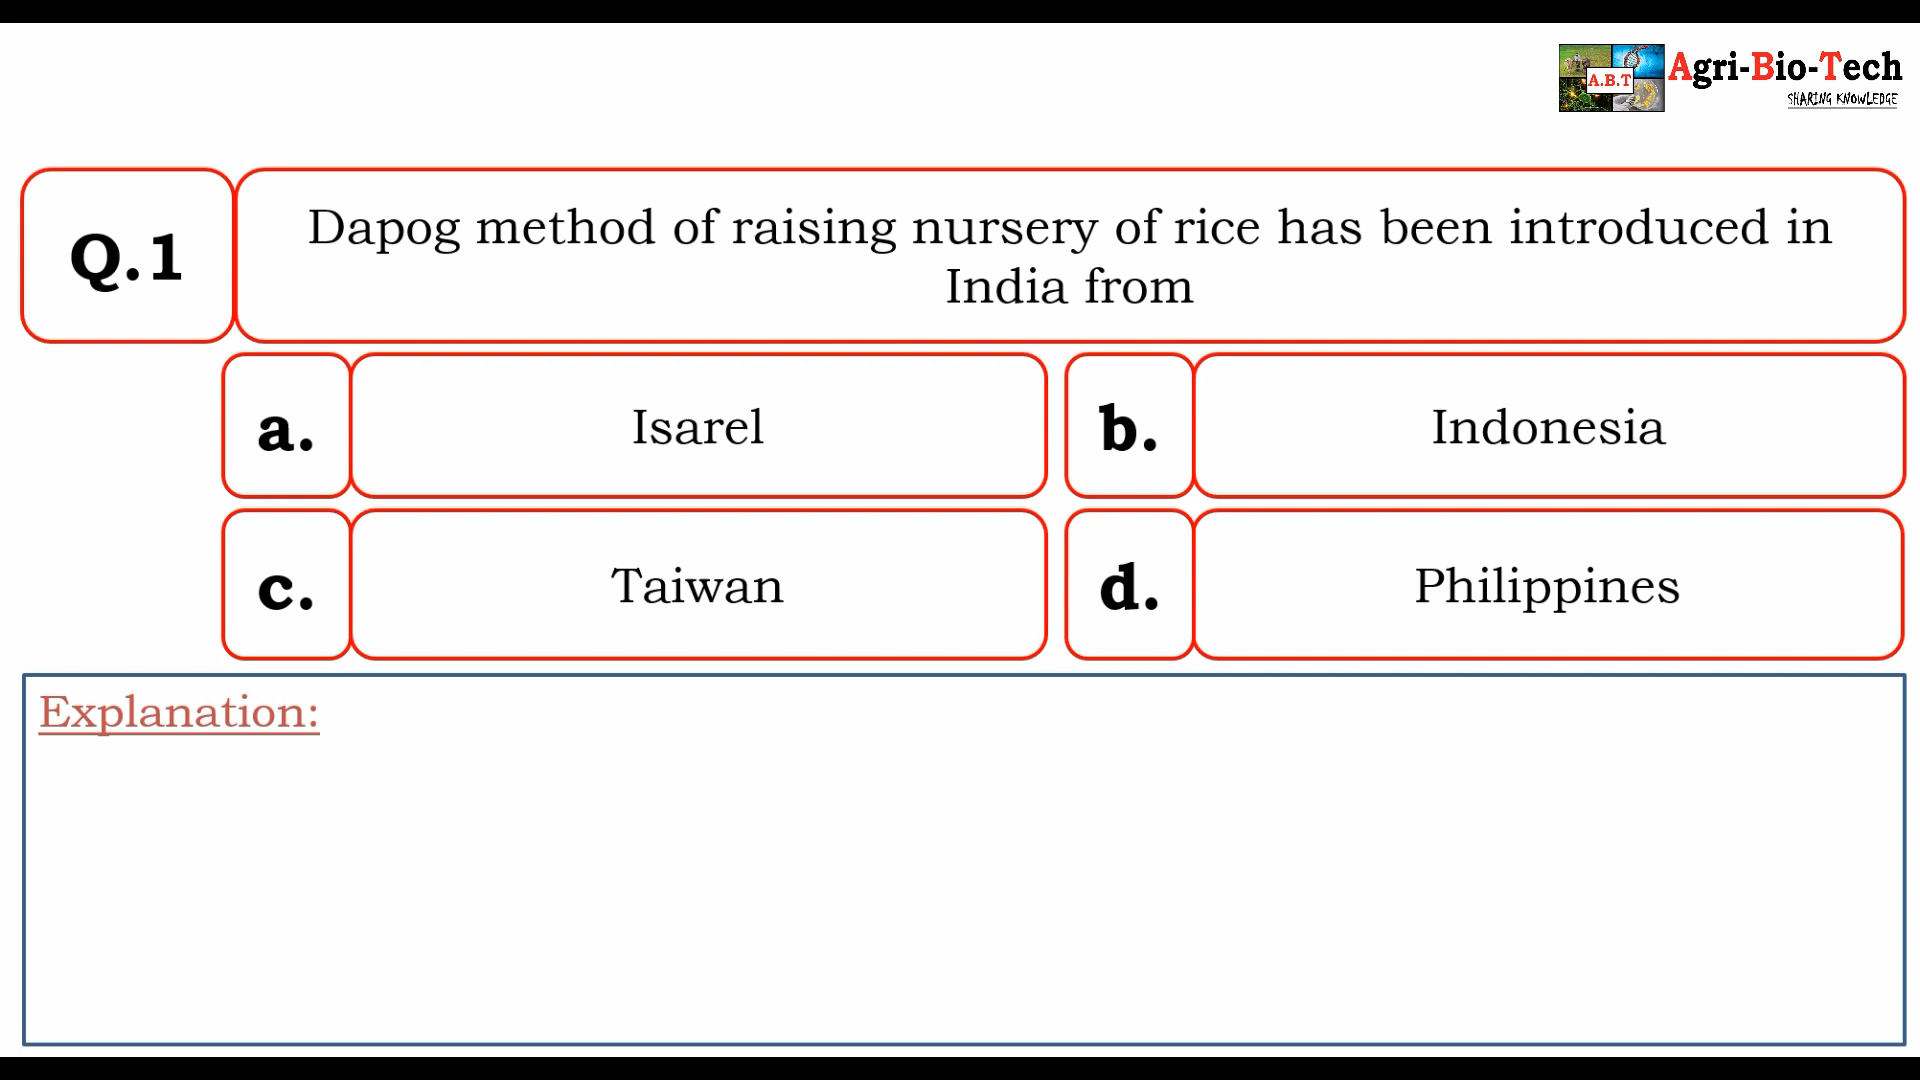 A.B.T
Agri-Bio-Tech
SHARING KNOWLEDGE
Q.1
Dapog method of raising nursery of rice has been introduced in
India from
a.
Isarel
b.
Indonesia
c.
Taiwan
d.
Philippines
Explanation: